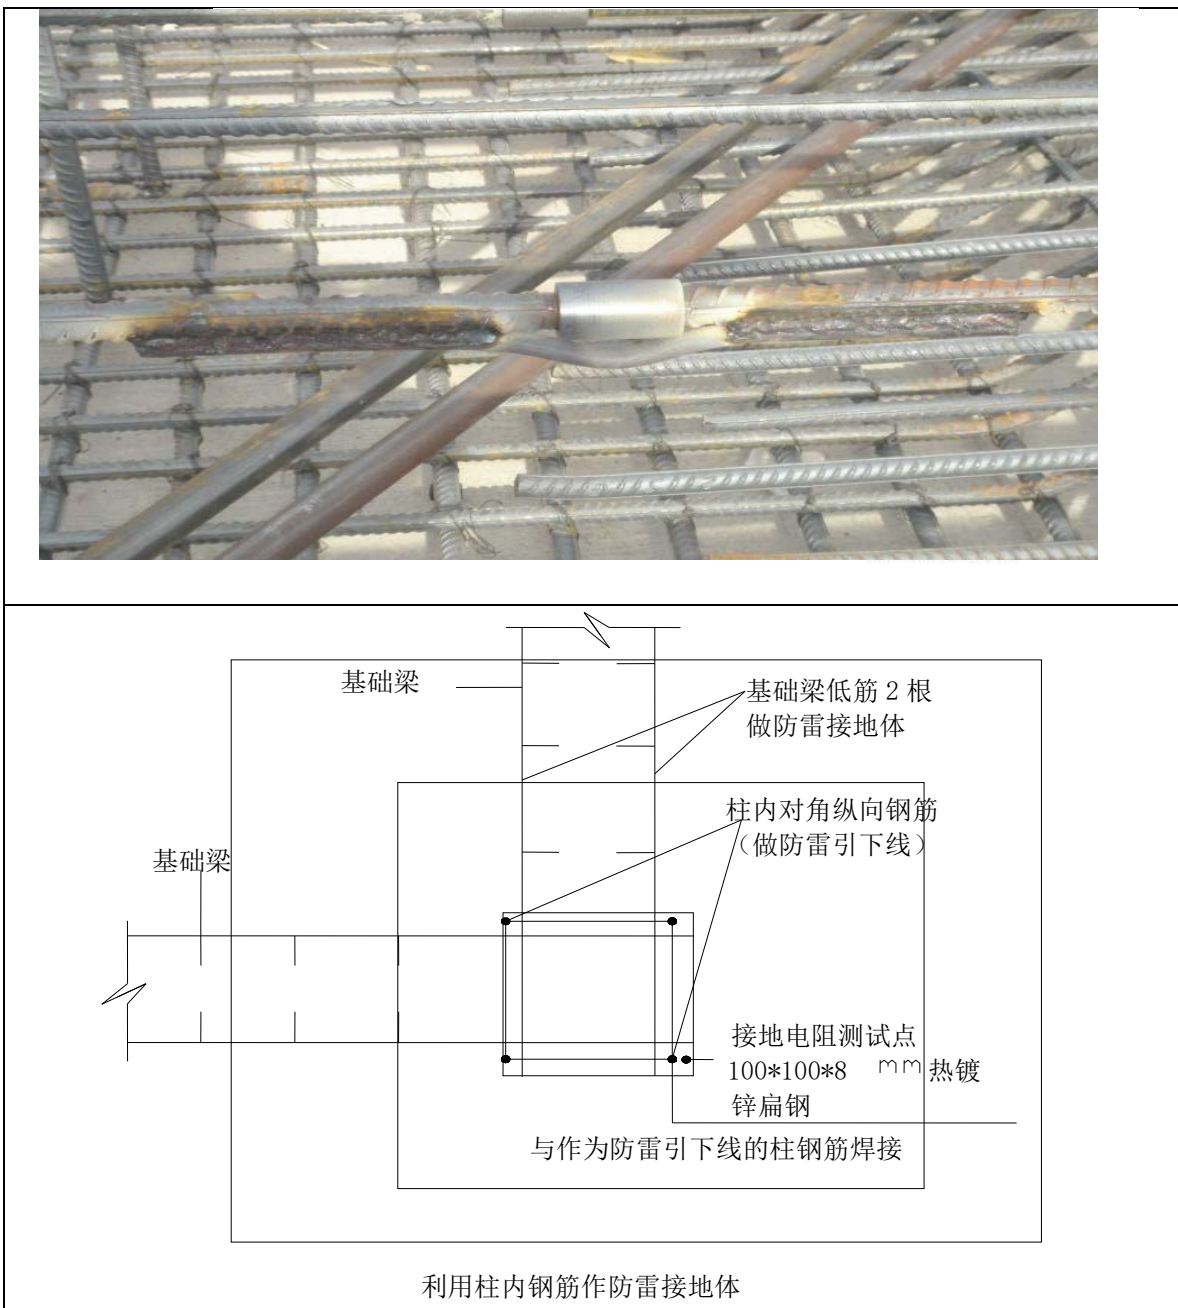 基础梁
基础梁低筋 2 根
做防雷接地体
柱内对角纵向钢筋
（做防雷引下线）
基础梁
接地电阻测试点
100*100*8 mm 热镀
锌扁钢
与作为防雷引下线的柱钢筋焊接
利用柱内钢筋作防雷接地体